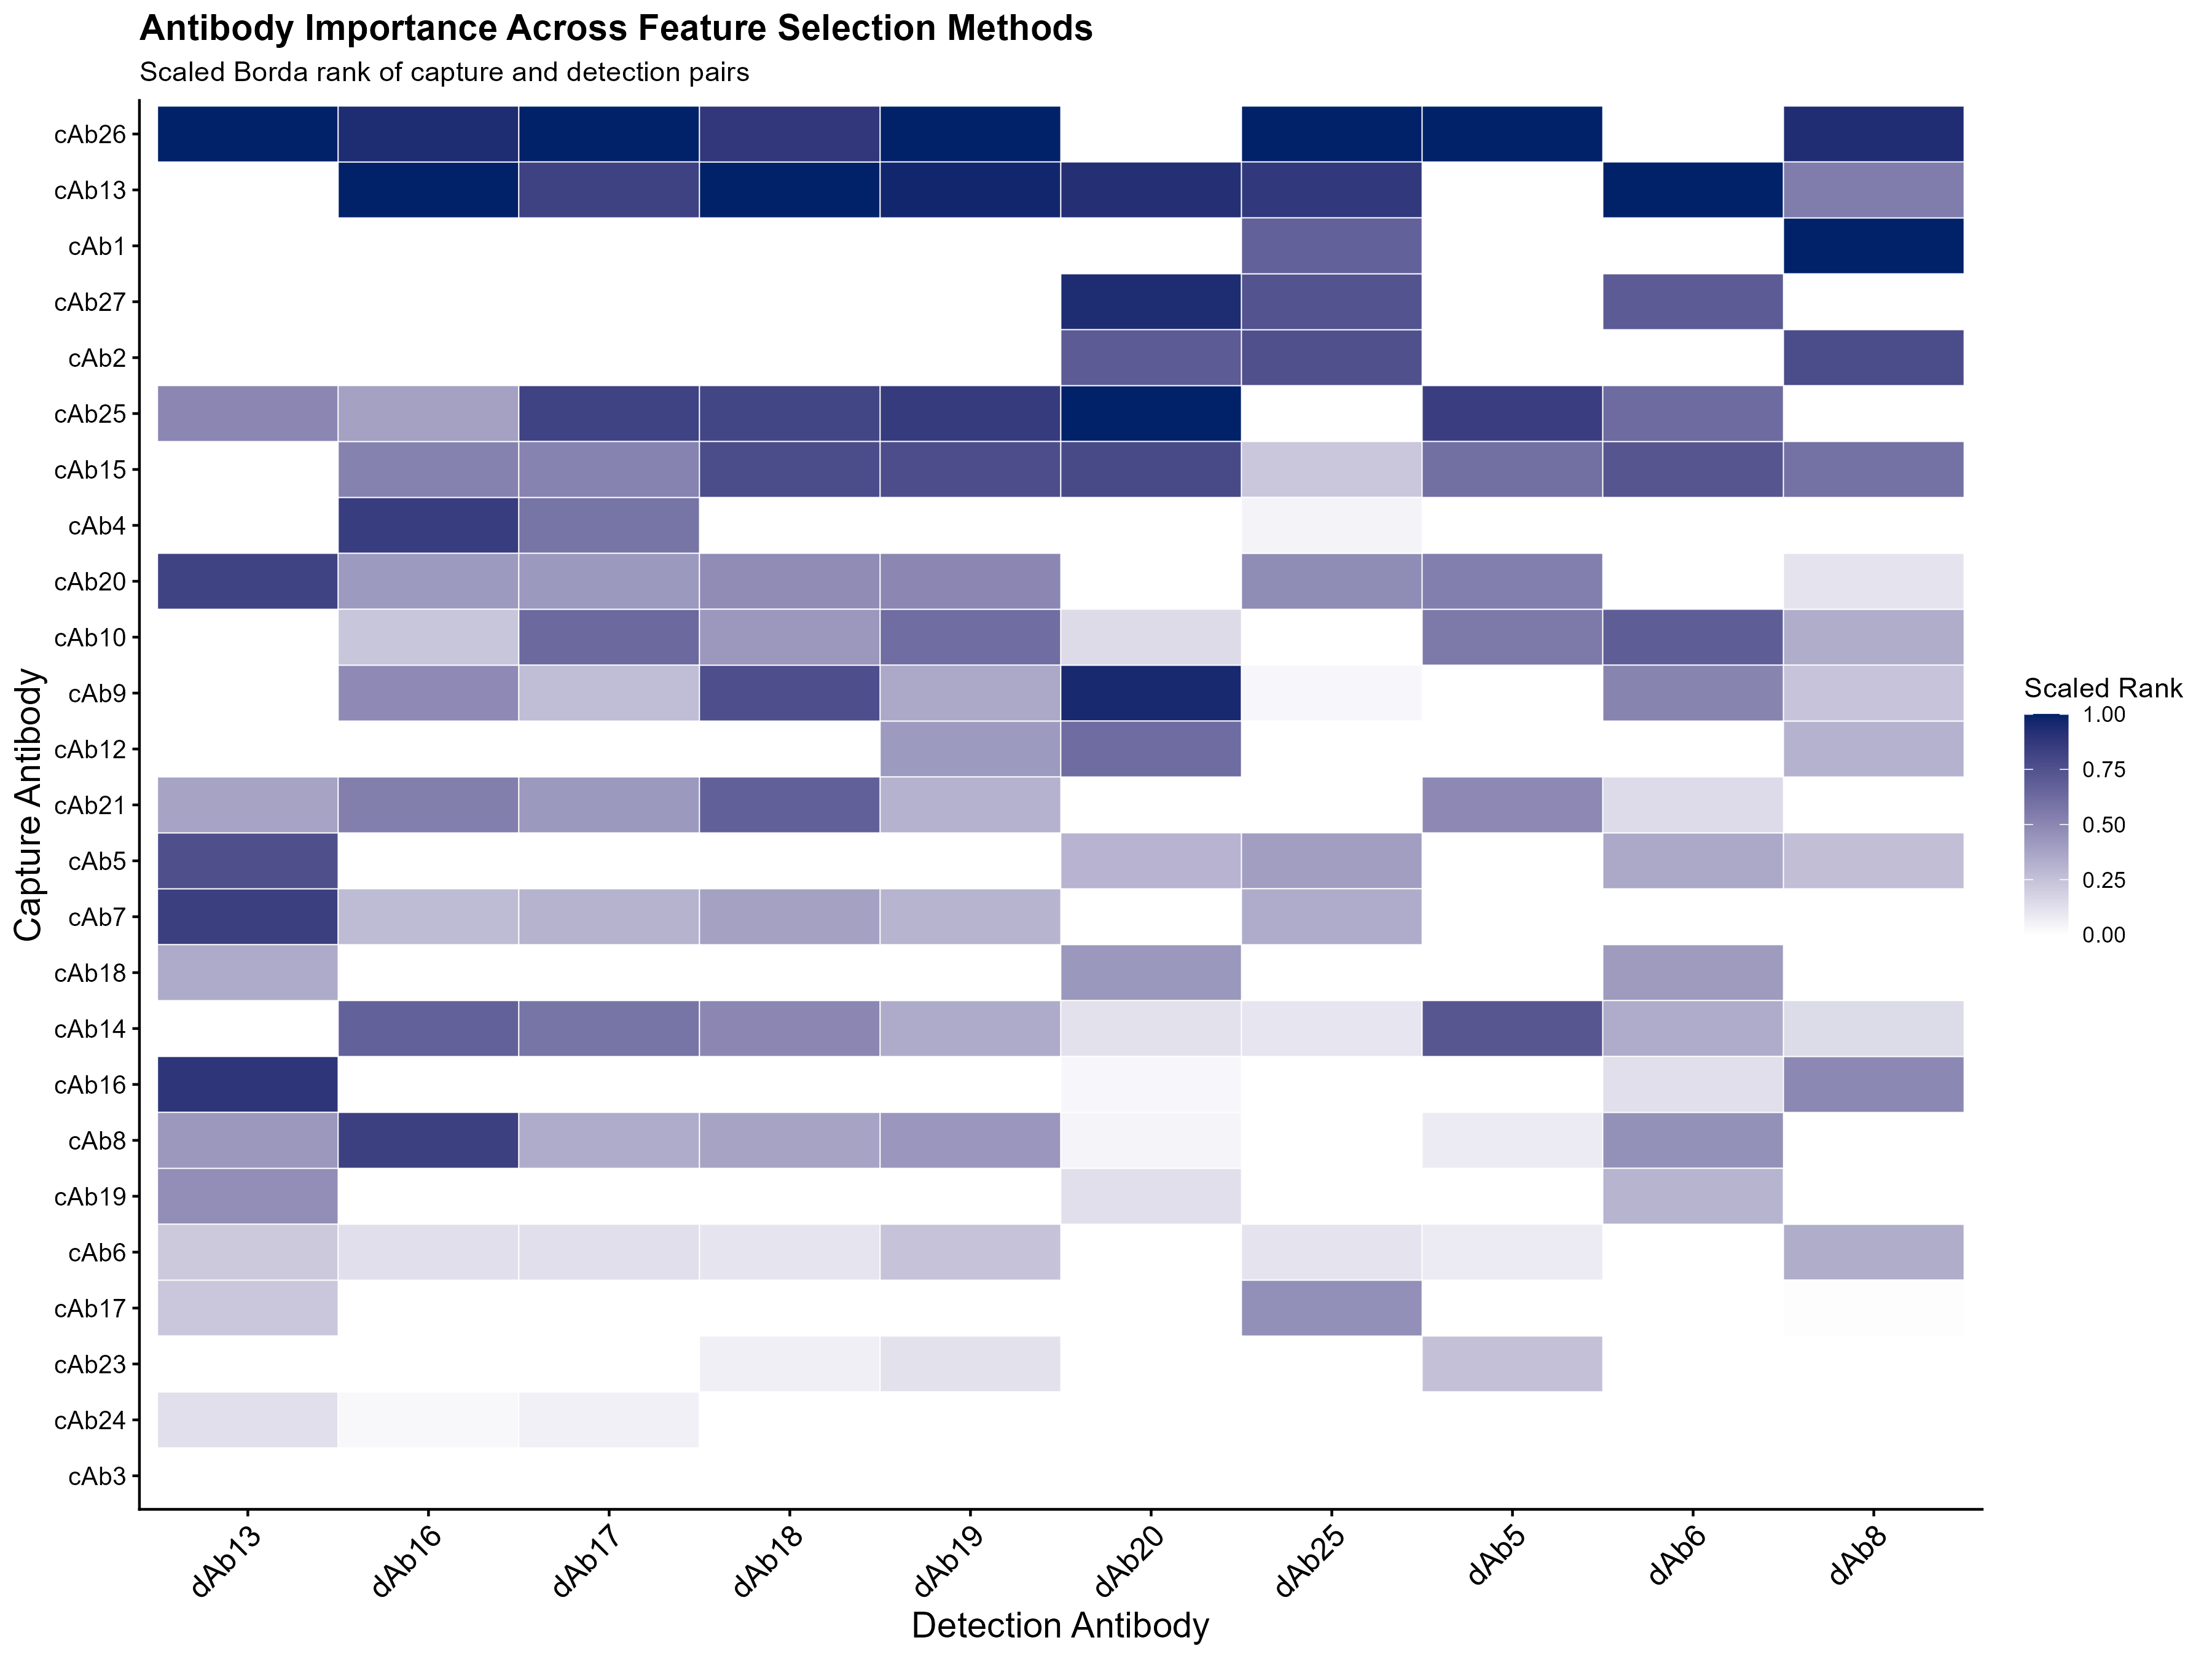 Antibody Importance Across Feature Selection Methods
Scaled Borda rank of capture and detection pairs
Capture Antibody
cAb26
cAb13
cAb1
cAb27
cAb2
cAb25
cAb15
cAb4
cAb20
cAb10
cAb9
cAb12
cAb21
cAb5
cAb7
cAb18
cAb14
cAb16
cAb8
cAb19
cAb6
cAb17
cAb23
cAb24
cAb3
dAb13
dAb16
dAb17
dAb18
dAb19
dAb20
dAb25
dAb5
dAb6
dAb8
Detection Antibody
Scaled Rank
1.00
0.75
0.50
0.25
0.00